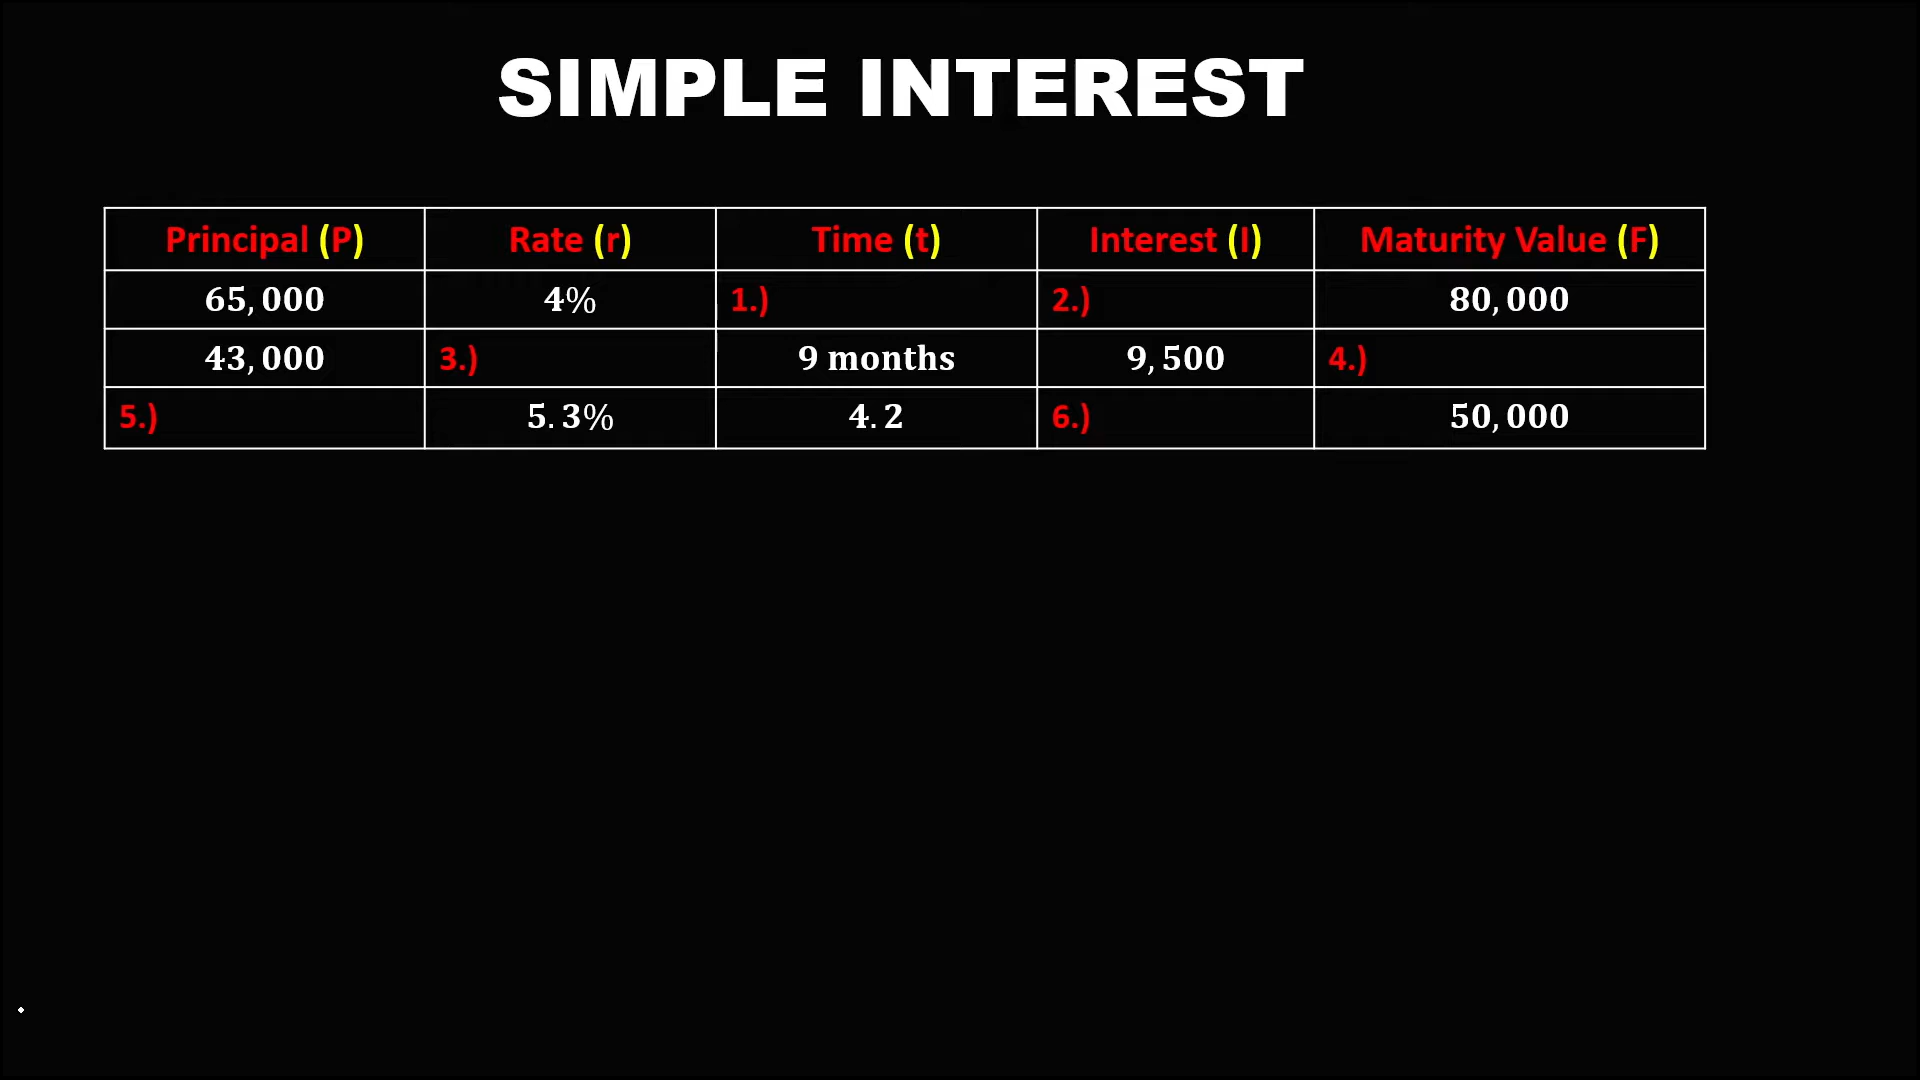 SIMPLE INTEREST
Principal (P) Rate (r) Time (t) Interest (I) Maturity Value (F)
65,000 4% 1.) 2.) 80,000
43,000 3.) 9 months 9,500 4.)
5.) 5.3% 4.2 6.) 50,000